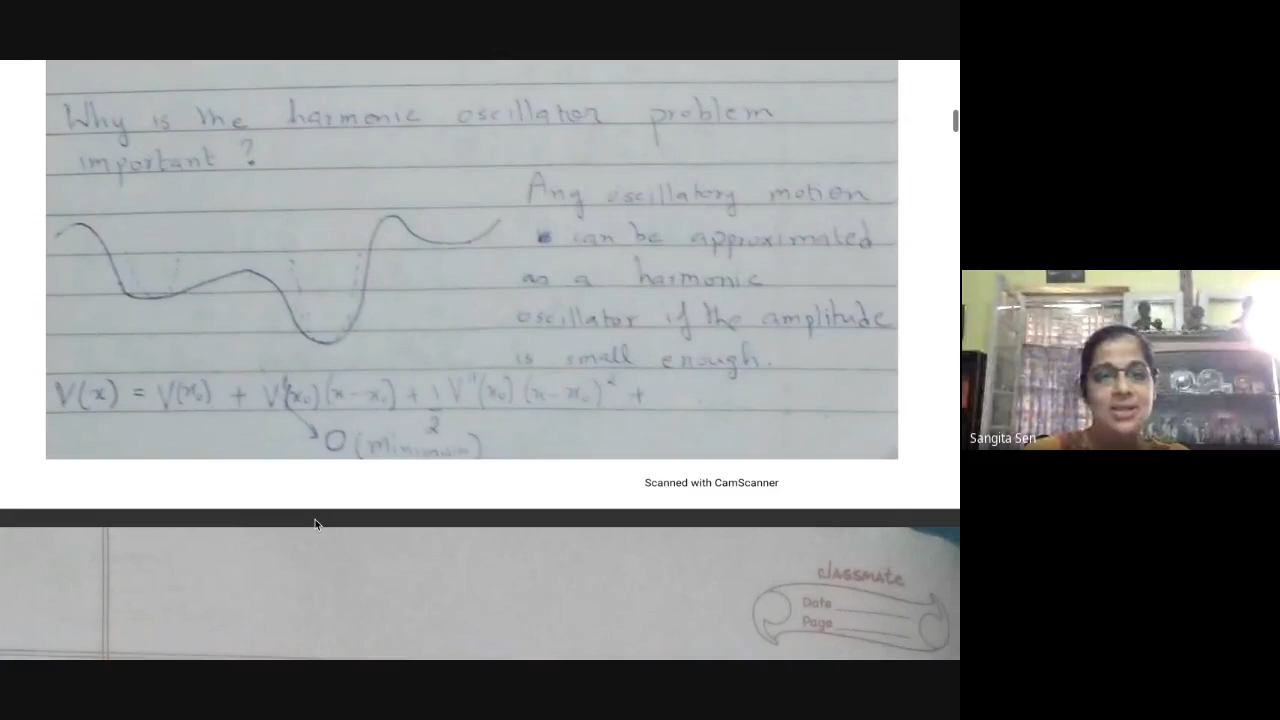 Why is the harmonic oscillator problem
important ?
Any oscillatory motion
can be approximated
as a harmonic
oscillator if the amplitude
is small enough.
V(x) = V(x₀) + V'(x₀)(x-x₀) + 1/2 V''(x₀) (x-x₀)² +
0 (minimum)
Scanned with CamScanner
Sangita Sen
classmate
Date
Page